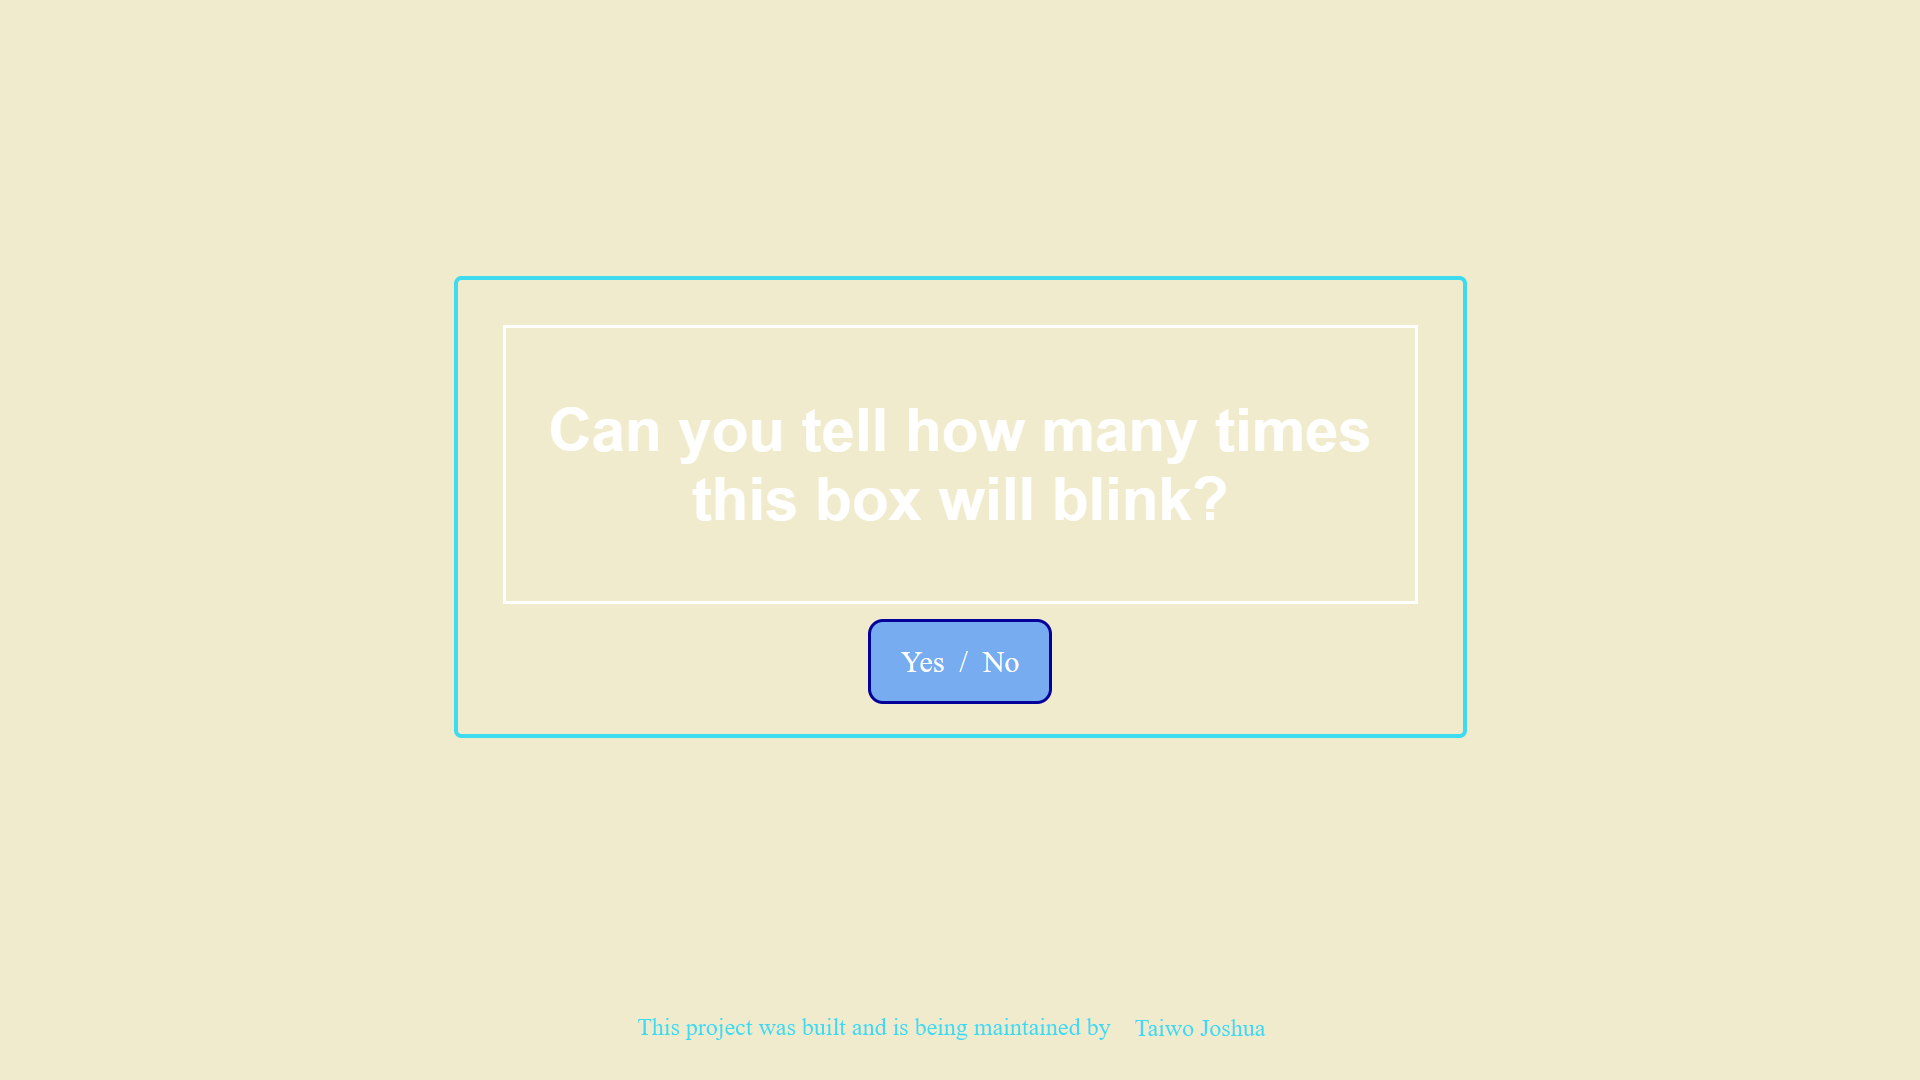 Can you tell how many times
this box will blink?
Yes / No
This project was built and is being maintained by Taiwo Joshua